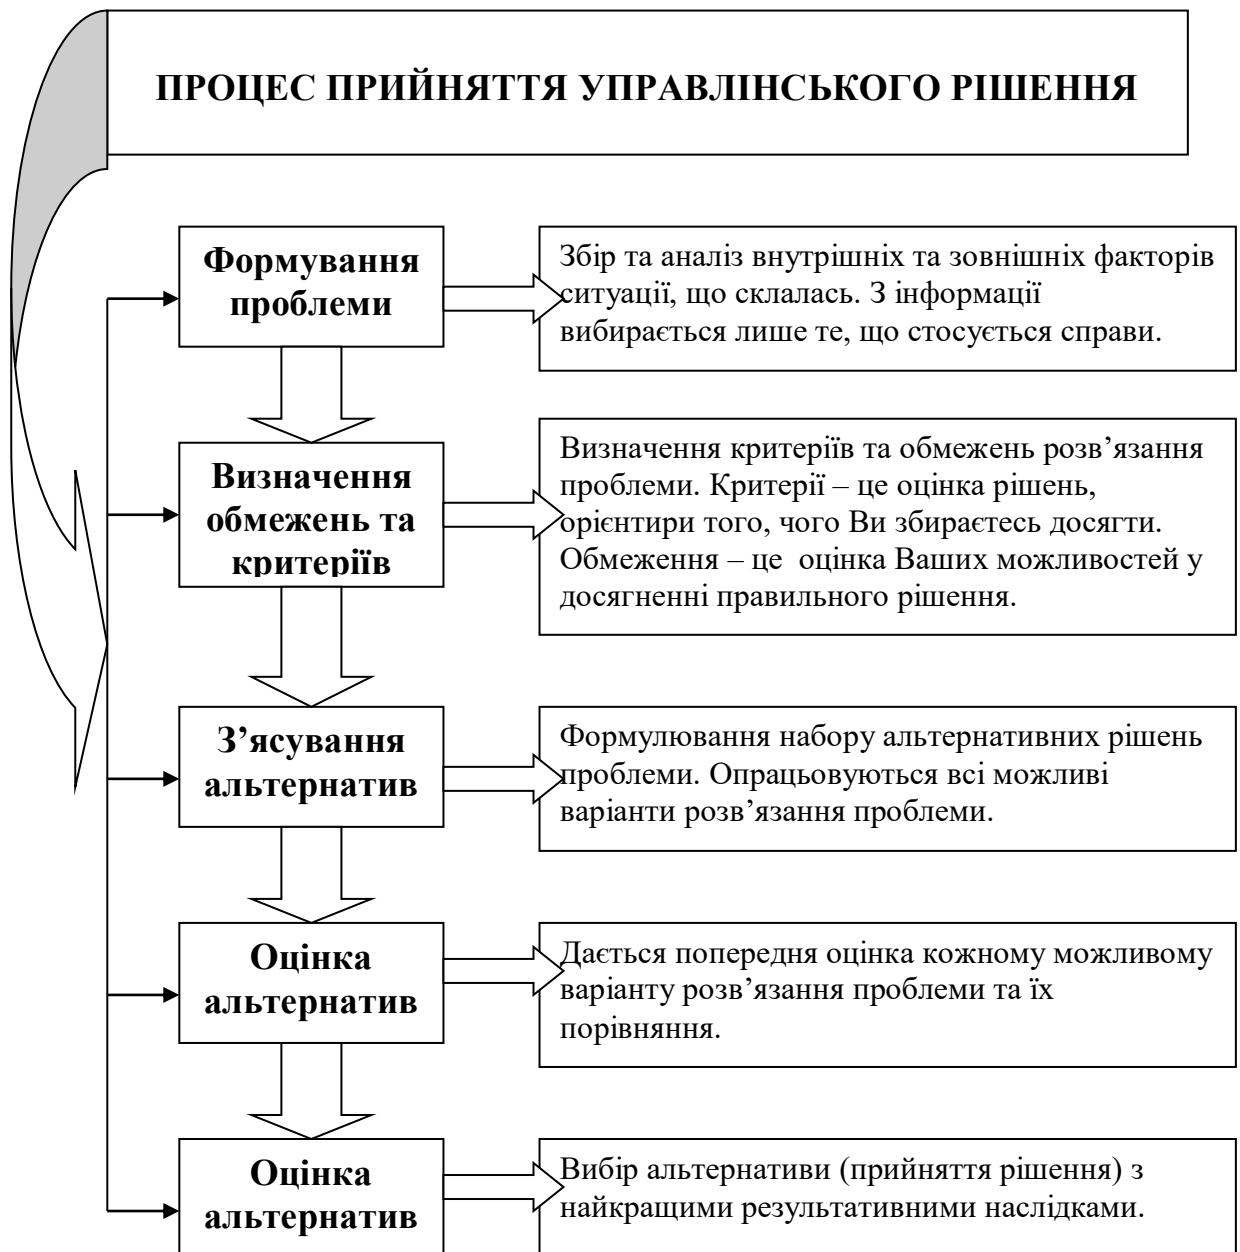 ПРОЦЕС ПРИЙНЯТТЯ УПРАВЛІНСЬКОГО РІШЕННЯ
Формування
проблеми
Збір та аналіз внутрішніх та зовнішніх факторів
ситуації, що склалась. З інформації
вибирається лише те, що стосується справи.
Визначення
обмежень та
критеріїв
Визначення критеріїв та обмежень розв’язання
проблеми. Критерії – це оцінка рішень,
орієнтири того, чого Ви збираєтесь досягти.
Обмеження – це оцінка Ваших можливостей у
досягненні правильного рішення.
З’ясування
альтернатив
Формулювання набору альтернативних рішень
проблеми. Опрацьовуються всі можливі
варіанти розв’язання проблеми.
Оцінка
альтернатив
Дається попередня оцінка кожному можливому
варіанту розв’язання проблеми та їх
порівняння.
Оцінка
альтернатив
Вибір альтернативи (прийняття рішення) з
найкращими результативними наслідками.